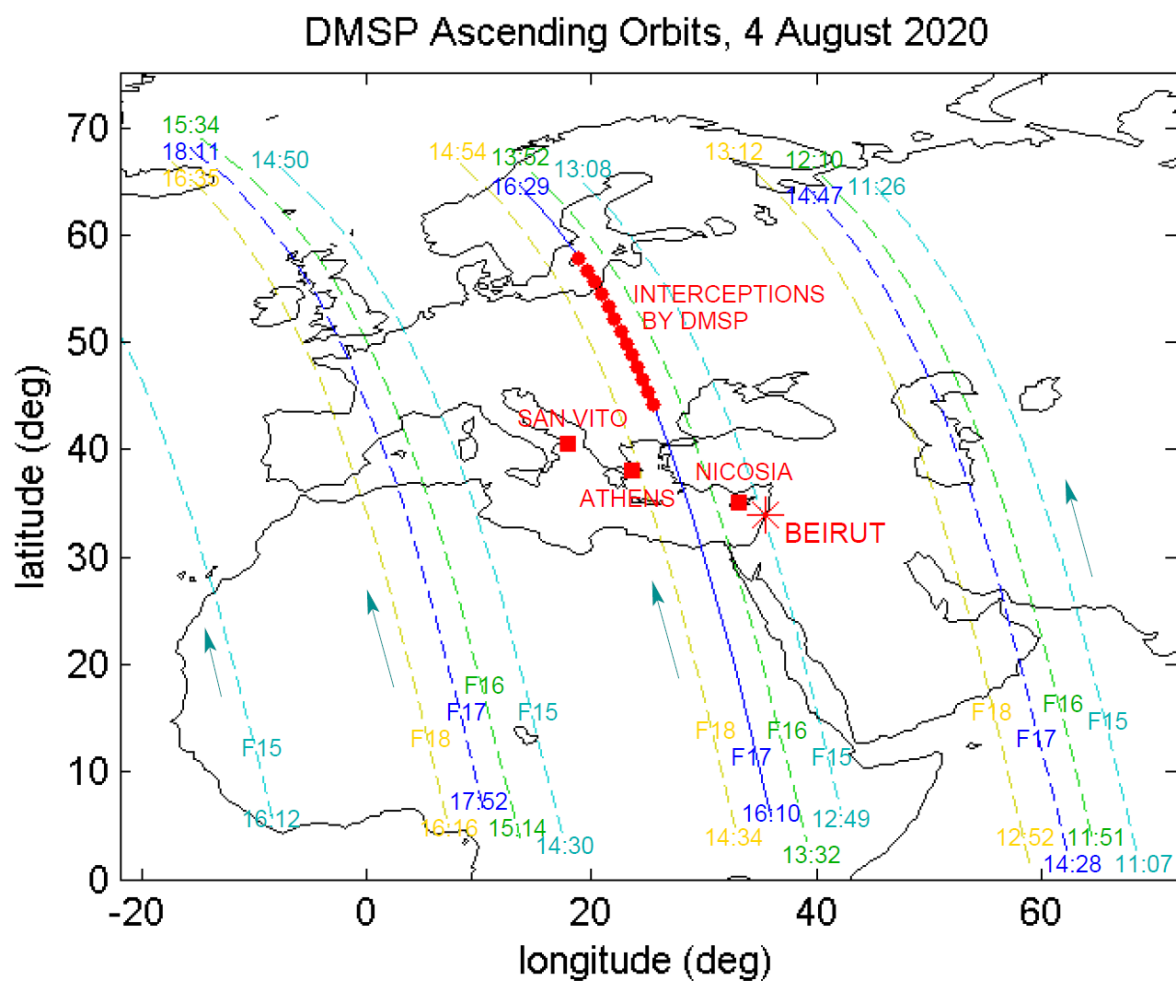 DMSP Ascending Orbits, 4 August 2020
latitude (deg)
70
60
50
40
30
20
10
0
15:34
18:11
16:35
14:50
14:54
13:52
16:29
13:08
13:12
12:10
14:47
11:26
INTERCEPTIONS
BY DMSP
SAN VITO
ATHENS
NICOSIA
BEIRUT
F15
F18
F17
F16
F15
F18
F17
F16
F15
F18
F17
F16
F15
16:12
16:16
17:52
15:14
14:30
14:34
16:10
13:32
12:49
12:52
14:28
11:51
11:07
-20
0
20
40
60
longitude (deg)